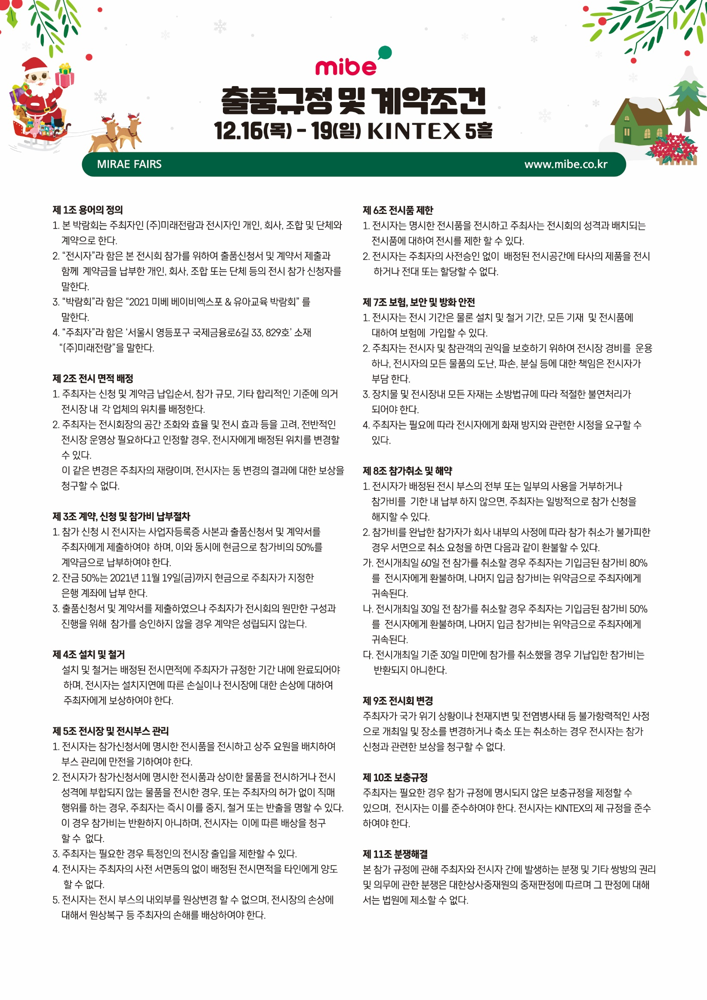 mibe
출품규정 및 계약조건
12.16(목) – 19(일) KINTEX 5홀
MIRAE FAIRS
www.mibe.co.kr
제 1조 용어의 정의
1. 본 박람회는 주최자인 (주)미래전람과 전시자인 개인, 회사, 조합 및 단체와
계약으로 한다.
2. “전시자”라 함은 본 전시회 참가를 위하여 출품신청서 및 계약서 제출과
함께 계약금을 납부한 개인, 회사, 조합 또는 단체 등의 전시 참가 신청자를
말한다.
3. “박람회”라 함은 “2021 미베 베이비엑스포 & 유아교육 박람회” 를
말한다.
4. “주최자”라 함은 ‘서울시 영등포구 국제금융로6길 33, 829호’ 소재
“(주)미래전람”을 말한다.
제 2조 전시 면적 배정
1. 주최자는 신청 및 계약금 납입순서, 참가 규모, 기타 합리적인 기준에 의거
전시장 내 각 업체의 위치를 배정한다.
2. 주최자는 전시회장의 공간 조화와 효율 및 전시 효과 등을 고려, 전반적인
전시장 운영상 필요하다고 인정할 경우, 전시자에게 배정된 위치를 변경할
수 있다.
이 같은 변경은 주최자의 재량이며, 전시자는 동 변경의 결과에 대한 보상을
청구할 수 없다.
제 3조 계약, 신청 및 참가비 납부절차
1. 참가 신청 시 전시자는 사업자등록증 사본과 출품신청서 및 계약서를
주최자에게 제출하여야 하며, 이와 동시에 현금으로 참가비의 50%를
계약금으로 납부하여야 한다.
2. 잔금 50%는 2021년 11월 19일(금)까지 현금으로 주최자가 지정한
은행 계좌에 납부 한다.
3. 출품신청서 및 계약서를 제출하였으나 주최자가 전시회의 원만한 구성과
진행을 위해 참가를 승인하지 않을 경우 계약은 성립되지 않는다.
제 4조 설치 및 철거
설치 및 철거는 배정된 전시면적에 주최자가 규정한 기간 내에 완료되어야
하며, 전시자는 설치지연에 따른 손실이나 전시장에 대한 손상에 대하여
주최자에게 보상하여야 한다.
제 5조 전시장 및 전시부스 관리
1. 전시자는 참가신청서에 명시한 전시품을 전시하고 상주 요원을 배치하여
부스 관리에 만전을 기하여야 한다.
2. 전시자가 참가신청서에 명시한 전시품과 상이한 물품을 전시하거나 전시
성격에 부합되지 않는 물품을 전시한 경우, 또는 주최자의 허가 없이 직매
행위를 하는 경우, 주최자는 즉시 이를 중지, 철거 또는 반출을 명할 수 있다.
이 경우 참가비는 반환하지 아니하며, 전시자는 이에 따른 배상을 청구
할 수 없다.
3. 주최자는 필요한 경우 특정인의 전시장 출입을 제한할 수 있다.
4. 전시자는 주최자의 사전 서면동의 없이 배정된 전시면적을 타인에게 양도
할 수 없다.
5. 전시자는 전시 부스의 내외부를 원상변경 할 수 없으며, 전시장의 손상에
대해서 원상복구 등 주최자의 손해를 배상하여야 한다.
제 6조 전시품 제한
1. 전시자는 명시한 전시품을 전시하고 주최사는 전시회의 성격과 배치되는
전시품에 대하여 전시를 제한 할 수 있다.
2. 전시자는 주최자의 사전승인 없이 배정된 전시공간에 타사의 제품을 전시
하거나 전대 또는 할당할 수 없다.
제 7조 보험, 보안 및 방화 안전
1. 전시자는 전시 기간은 물론 설치 및 철거 기간, 모든 기재 및 전시품에
대하여 보험에 가입할 수 있다.
2. 주최자는 전시자 및 참관객의 권익을 보호하기 위하여 전시장 경비를 운용
하나, 전시자의 모든 물품의 도난, 파손, 분실 등에 대한 책임은 전시자가
부담 한다.
3. 장치물 및 전시장내 모든 자재는 소방법규에 따라 적절한 불연처리가
되어야 한다.
4. 주최자는 필요에 따라 전시자에게 화재 방지와 관련한 시정을 요구할 수
있다.
제 8조 참가취소 및 해약
1. 전시자가 배정된 전시 부스의 전부 또는 일부의 사용을 거부하거나
참가비를 기한 내 납부 하지 않으면, 주최자는 일방적으로 참가 신청을
해지할 수 있다.
2. 참가비를 완납한 참가자가 회사 내부의 사정에 따라 참가 취소가 불가피한
경우 서면으로 취소 요청을 하면 다음과 같이 환불할 수 있다.
가. 전시개최일 60일 전 참가를 취소할 경우 주최자는 기입금된 참가비 80%
를 전시자에게 환불하며, 나머지 입금 참가비는 위약금으로 주최자에게
귀속된다.
나. 전시개최일 30일 전 참가를 취소할 경우 주최자는 기입금된 참가비 50%
를 전시자에게 환불하며, 나머지 입금 참가비는 위약금으로 주최자에게
귀속된다.
다. 전시개최일 기준 30일 미만에 참가를 취소했을 경우 기납입한 참가비는
반환되지 아니한다.
제 9조 전시회 변경
주최자가 국가 위기 상황이나 천재지변 및 전염병사태 등 불가항력적인 사정
으로 개최일 및 장소를 변경하거나 축소 또는 취소하는 경우 전시자는 참가
신청과 관련한 보상을 청구할 수 없다.
제 10조 보충규정
주최자는 필요한 경우 참가 규정에 명시되지 않은 보충규정을 제정할 수
있으며, 전시자는 이를 준수하여야 한다. 전시자는 KINTEX의 제 규정을 준수
하여야 한다.
제 11조 분쟁해결
본 참가 규정에 관해 주최자와 전시자 간에 발생하는 분쟁 및 기타 쌍방의 권리
및 의무에 관한 분쟁은 대한상사중재원의 중재판정에 따르며 그 판정에 대해
서는 법원에 제소할 수 없다.